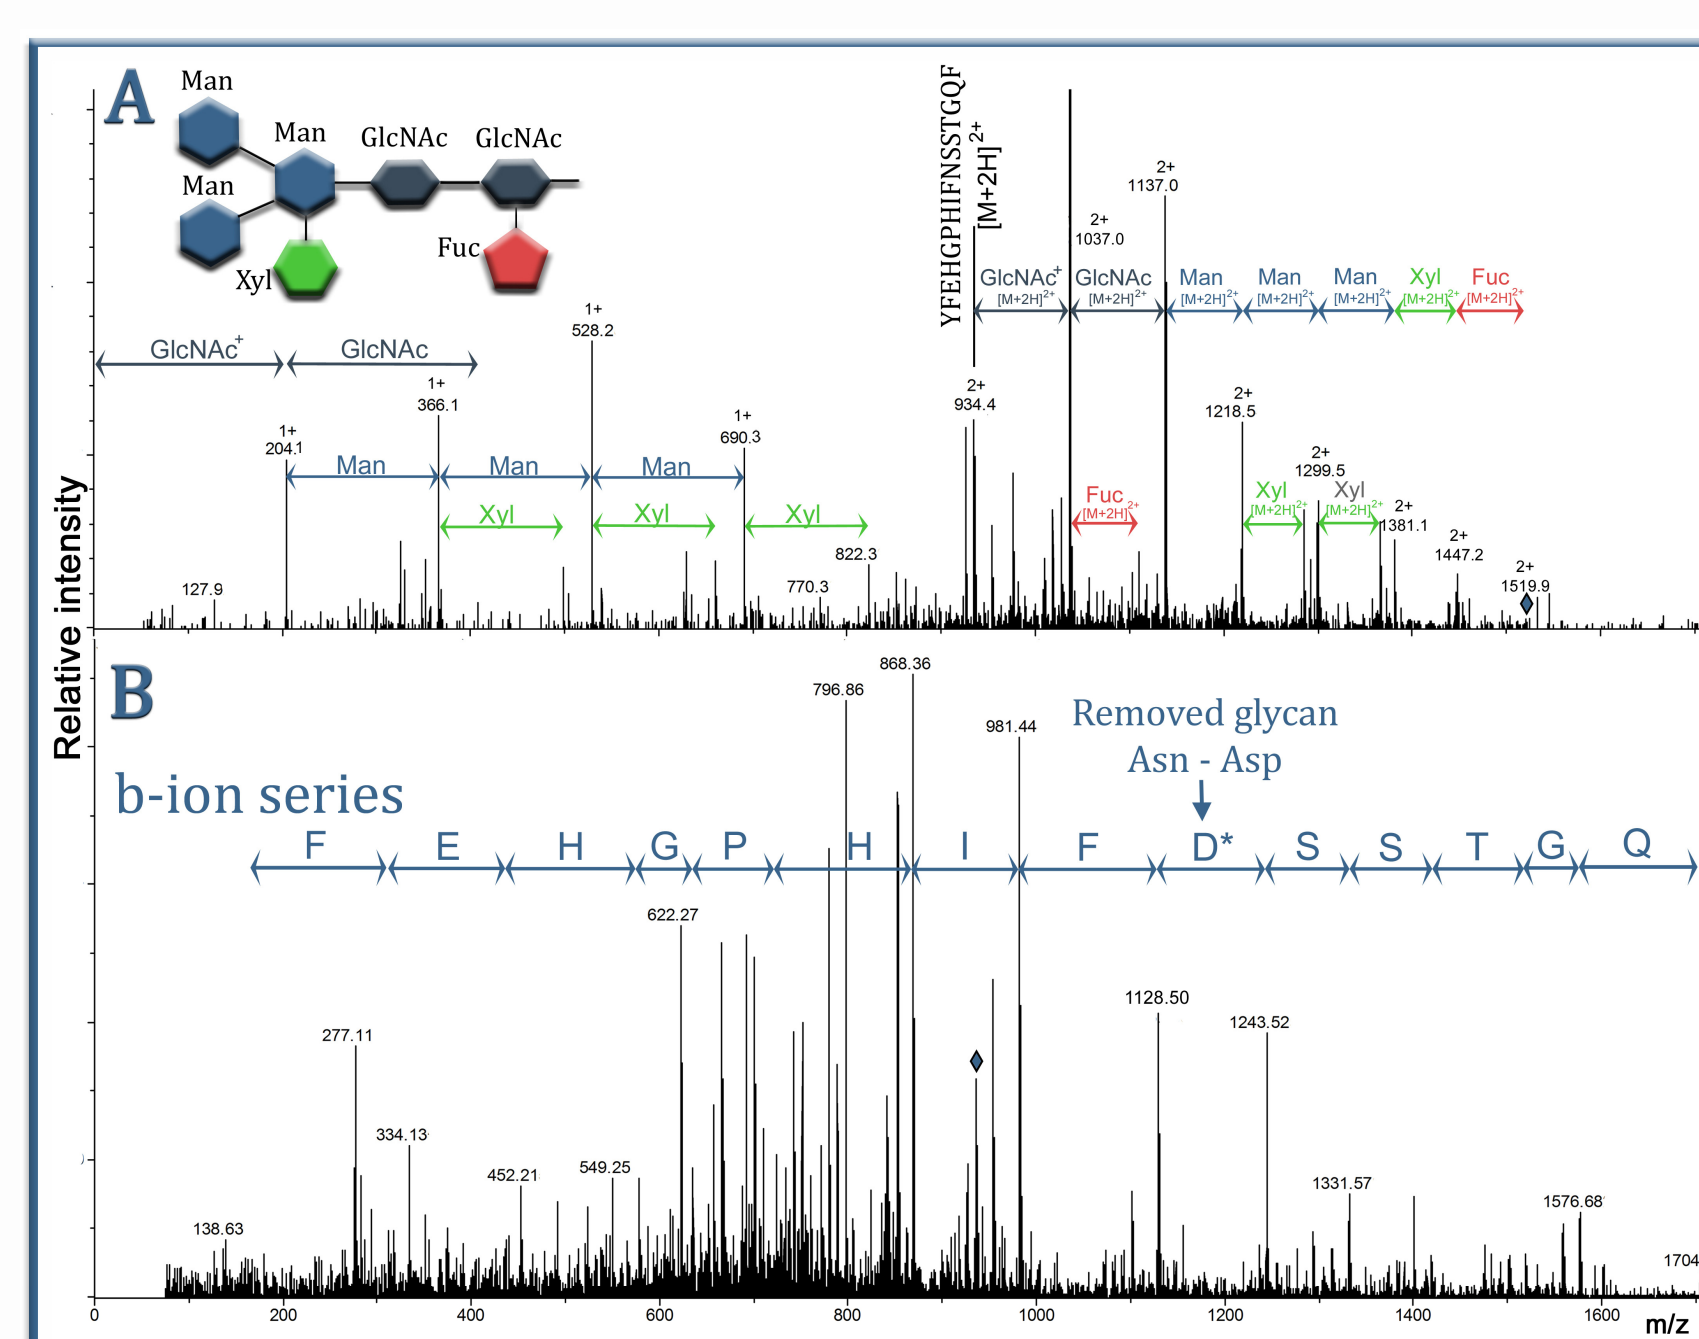 A
Man
Man
GlcNAc
GlcNAc
Man
Xyl
Fuc
YFEHGPHIFNSSTGQF
[M+2H]2+
2+
1137.0
2+
1037.0
GlcNAc+
[M+2H]2+
GlcNAc
[M+2H]2+
Man
[M+2H]2+
Man
[M+2H]2+
Man
[M+2H]2+
Xyl
[M+2H]2+
Fuc
[M+2H]2+
GlcNAc+
GlcNAc
1+
528.2
1+
366.1
1+
204.1
1+
690.3
Man
Man
Man
Xyl
Xyl
Xyl
822.3
770.3
127.9
2+
934.4
Fuc
[M+2H]2+
2+
1218.5
2+
1299.5
Xyl
[M+2H]2+
Xyl
[M+2H]2+
2+
1381.1
2+
1447.2
2+
1519.9
Relative intensity
B
868.36
796.86
981.44
Removed glycan
Asn - Asp
b-ion series
F E H G P H I F D* S S T G Q
622.27
277.11
334.13
452.21
549.25
138.63
1128.50
1243.52
1331.57
1576.68
1704
0 200 400 600 800 1000 1200 1400 1600
m/z